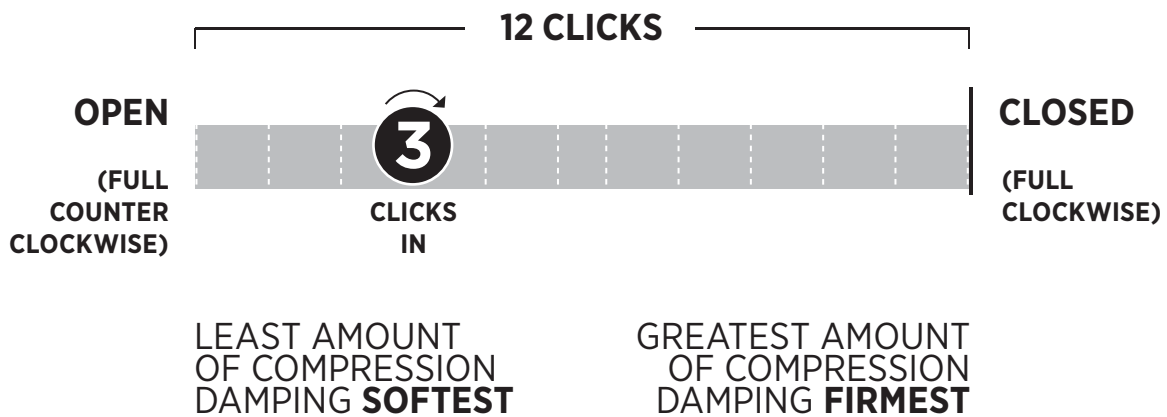 12 CLICKS
OPEN
(FULL
COUNTER
CLOCKWISE)
3
CLICKS
IN
CLOSED
(FULL
CLOCKWISE)
LEAST AMOUNT
OF COMPRESSION
DAMPING SOFTEST
GREATEST AMOUNT
OF COMPRESSION
DAMPING FIRMEST